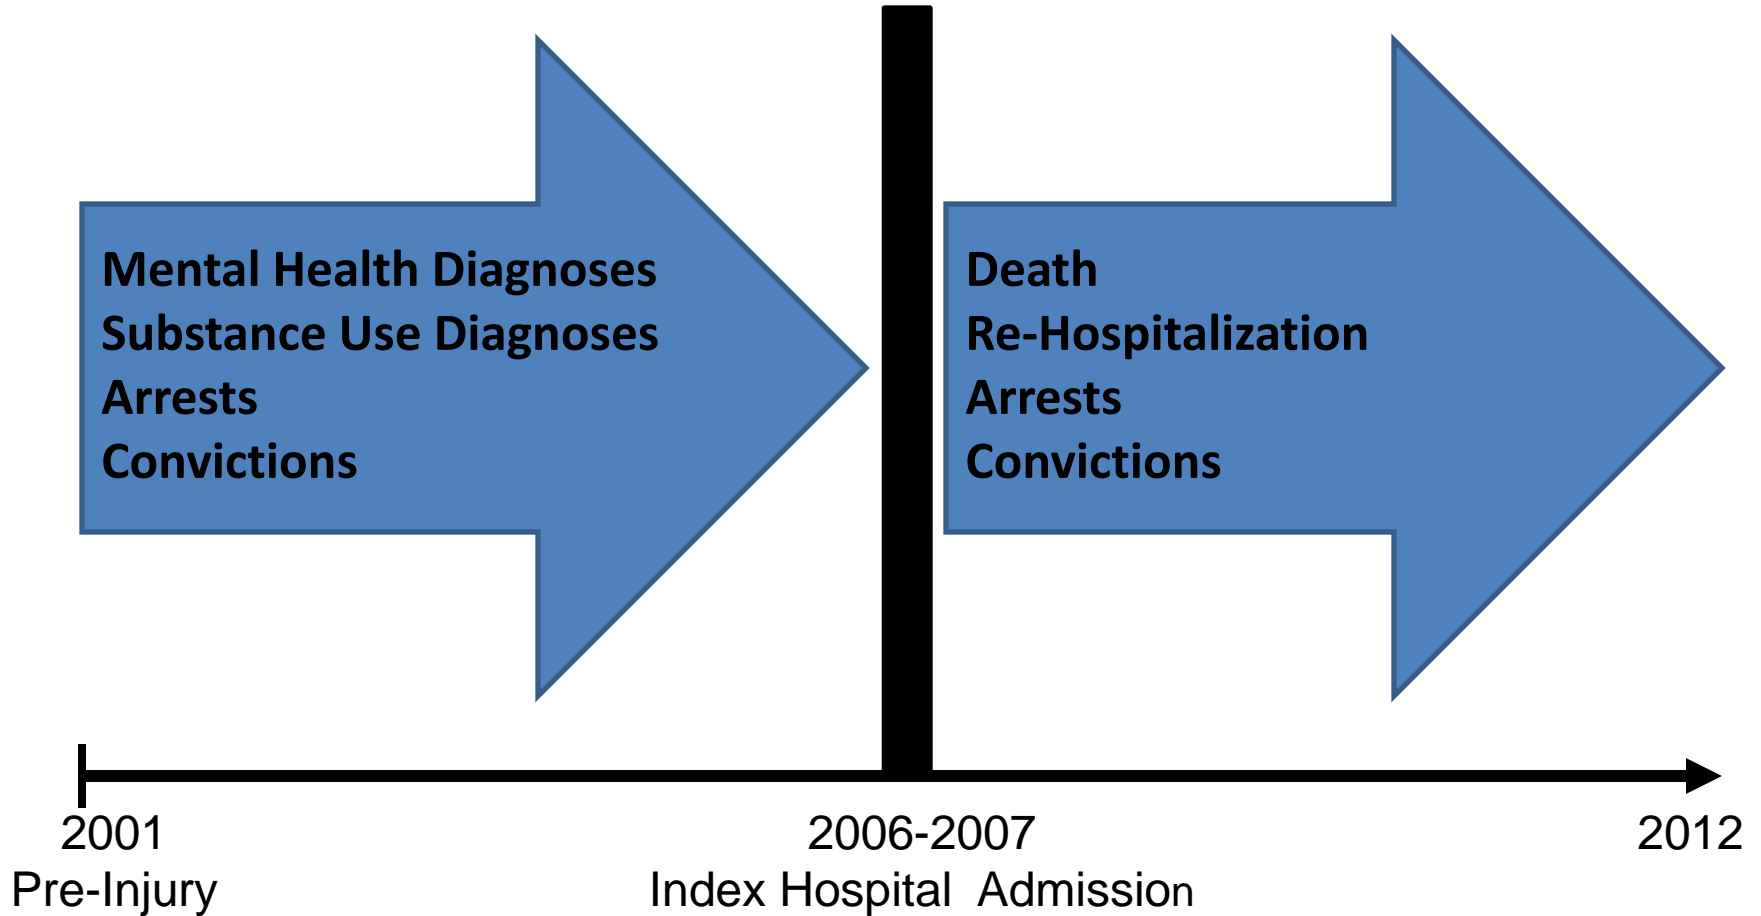 Mental Health Diagnoses
Substance Use Diagnoses
Arrests
Convictions
Death
Re-Hospitalization
Arrests
Convictions
2001
Pre-Injury
2006-2007
Index Hospital  Admission
2012